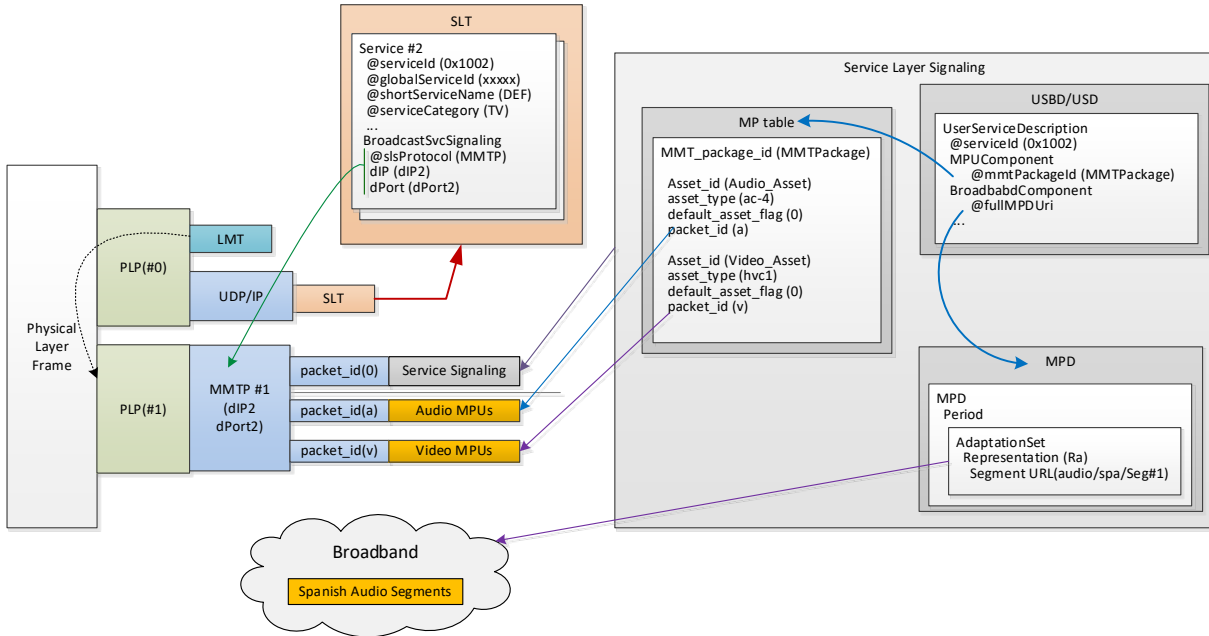 SLT
Service #2
@serviceId (0x1002)
@globalServiceId (xxxxx)
@shortServiceName (DEF)
@serviceCategory (TV)
...
BroadcastSvcSignaling
@slsProtocol (MMTP)
dIP (dIP2)
dPort (dPort2)
Physical
Layer
Frame
PLP(#0)
LMT
UDP/IP
SLT
PLP(#1)
MMTP #1
(dIP2
dPort2)
packet_id(0)
Service Signaling
packet_id(a)
Audio MPUs
packet_id(v)
Video MPUs
Broadband
Spanish Audio Segments
Service Layer Signaling
MP table
MMT_package_id (MMTPackage)
Asset_id (Audio_Asset)
asset_type (ac-4)
default_asset_flag (0)
packet_id (a)
Asset_id (Video_Asset)
asset_type (hvc1)
default_asset_flag (0)
packet_id (v)
USBD/USD
UserServiceDescription
@serviceId (0x1002)
MPUComponent
@mmtPackageId (MMTPackage)
BroadbabdComponent
@fullMPDUri
...
MPD
MPD
Period
AdaptationSet
Representation (Ra)
Segment URL(audio/spa/Seg#1)